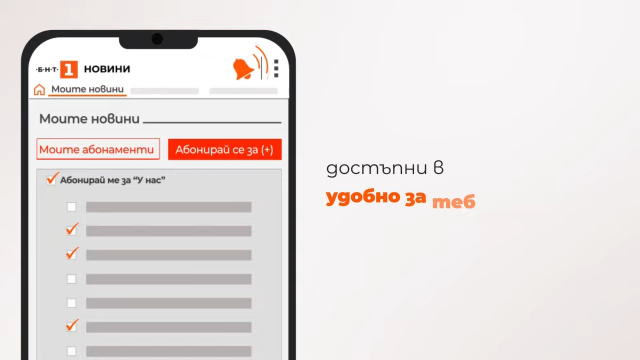 ·Б·Н·Т· 1 НОВИНИ
Моите новини
Моите новини
Моите абонаменти
Абонирай се за (+)
Абонирай ме за “У нас”
достъпни в
удобно за теб